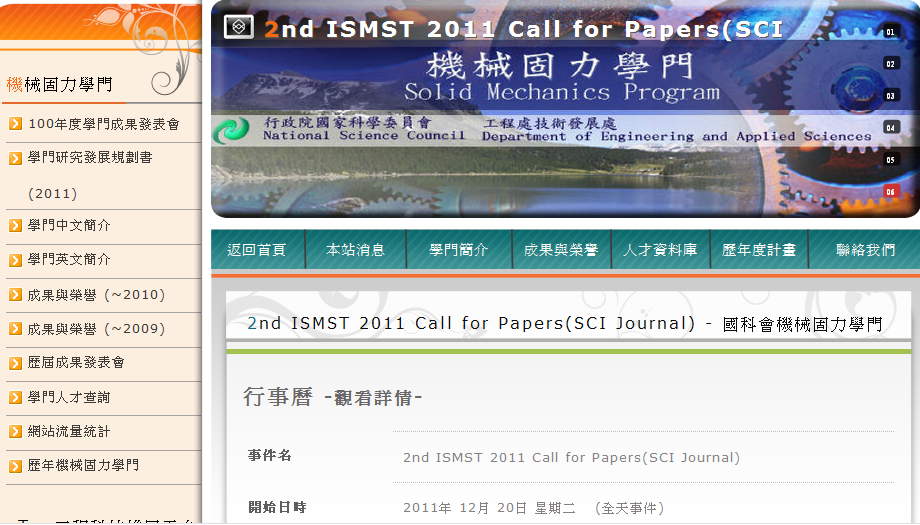 機械固力學門
100年度學門成果發表會
學門研究發展規劃書
(2011)
學門中文簡介
學門英文簡介
成果與榮譽 (~2010)
成果與榮譽 (~2009)
歷屆成果發表會
學門人才查詢
網站流量統計
歷年機械固力學門
2nd ISMST 2011 Call for Papers(SCI
機械固力學門
Solid Mechanics Program
行政院國家科學委員會 工程處技術發展處
National Science Council Department of Engineering and Applied Sciences
01
02
03
04
05
06
返回首頁 本站消息 學門簡介 成果與榮譽 人才資料庫 歷年度計畫 聯絡我們
2nd ISMST 2011 Call for Papers(SCI Journal) - 國科會機械固力學門
行事曆 -觀看詳情-
事件名 2nd ISMST 2011 Call for Papers(SCI Journal)
開始日時 2011年 12月 20日 星期二 (全天事件)